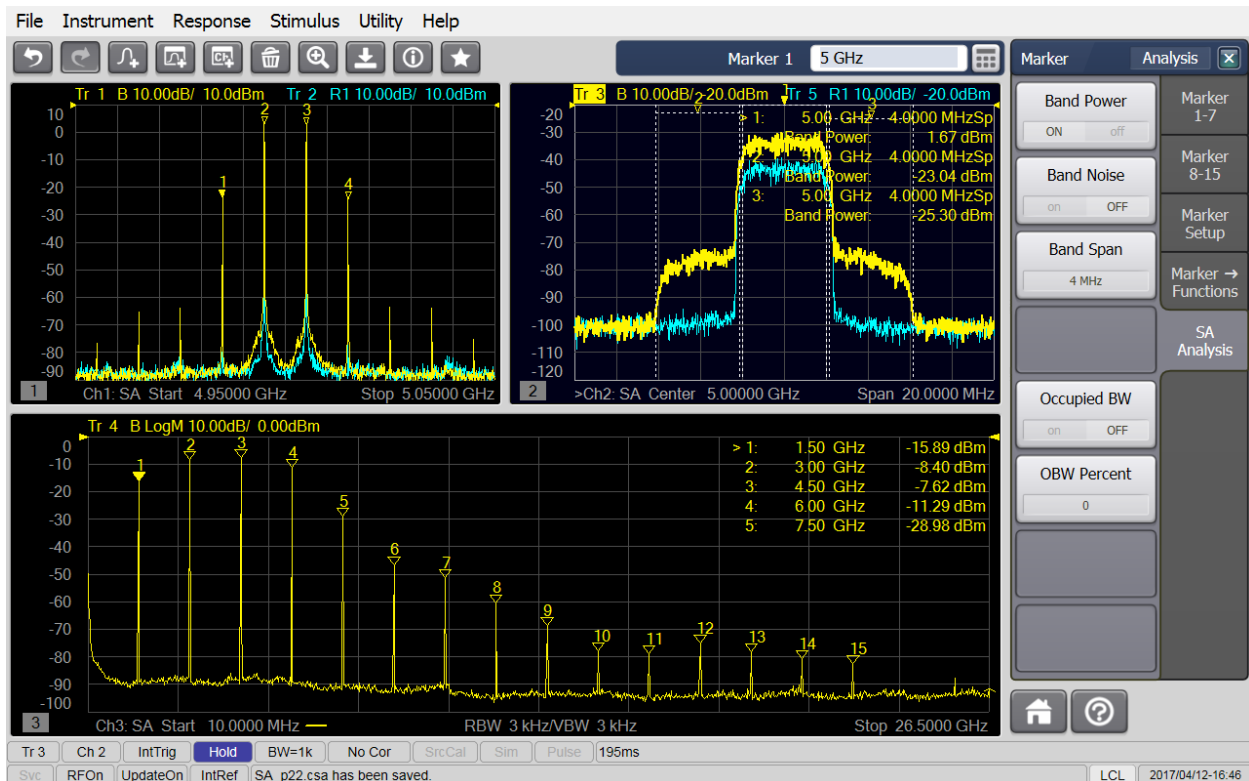 File Instrument Response Stimulus Utility Help
Marker 1 5 GHz
Marker Analysis
Tr 1 B 10.00dB/ 10.0dBm Tr 2 R1 10.00dB/ 10.0dBm
10
0
-10
-20
-30
-40
-50
-60
-70
-80
-90
1
2
3
4
1 Ch1: SA Start 4.95000 GHz Stop 5.05000 GHz
Tr 3 B 10.00dB/ -20.0dBm Tr 5 R1 10.00dB/ -20.0dBm
-20
-30
-40
-50
-60
-70
-80
-90
-100
-110
-120
1
2
3
> 1: 5.00 GHz 4.0000 MHzSp
Band Power: 1.67 dBm
2: 5.00 GHz 4.0000 MHzSp
Band Power: -23.04 dBm
3: 5.00 GHz 4.0000 MHzSp
Band Power: -25.30 dBm
2 >Ch2: SA Center 5.00000 GHz Span 20.0000 MHz
Tr 4 B LogM 10.00dB/ 0.00dBm
0
-10
-20
-30
-40
-50
-60
-70
-80
-90
-100
1
2
3
4
5
6
7
8
9
10
11
12
13
14
15
> 1: 1.50 GHz -15.89 dBm
2: 3.00 GHz -8.40 dBm
3: 4.50 GHz -7.62 dBm
4: 6.00 GHz -11.29 dBm
5: 7.50 GHz -28.98 dBm
3 Ch3: SA Start 10.0000 MHz RBW 3 kHz/VBW 3 kHz Stop 26.5000 GHz
Band Power
ON off
Band Noise
on OFF
Band Span
4 MHz
Occupied BW
on OFF
OBW Percent
0
Marker
1-7
Marker
8-15
Marker
Setup
Marker →
Functions
SA
Analysis
Tr 3 Ch 2 IntTrig Hold BW=1k No Cor SrcCal Sim Pulse 195ms
Svc RFOn UpdateOn IntRef SA_p22.csa has been saved. LCL 2017/04/12-16:46